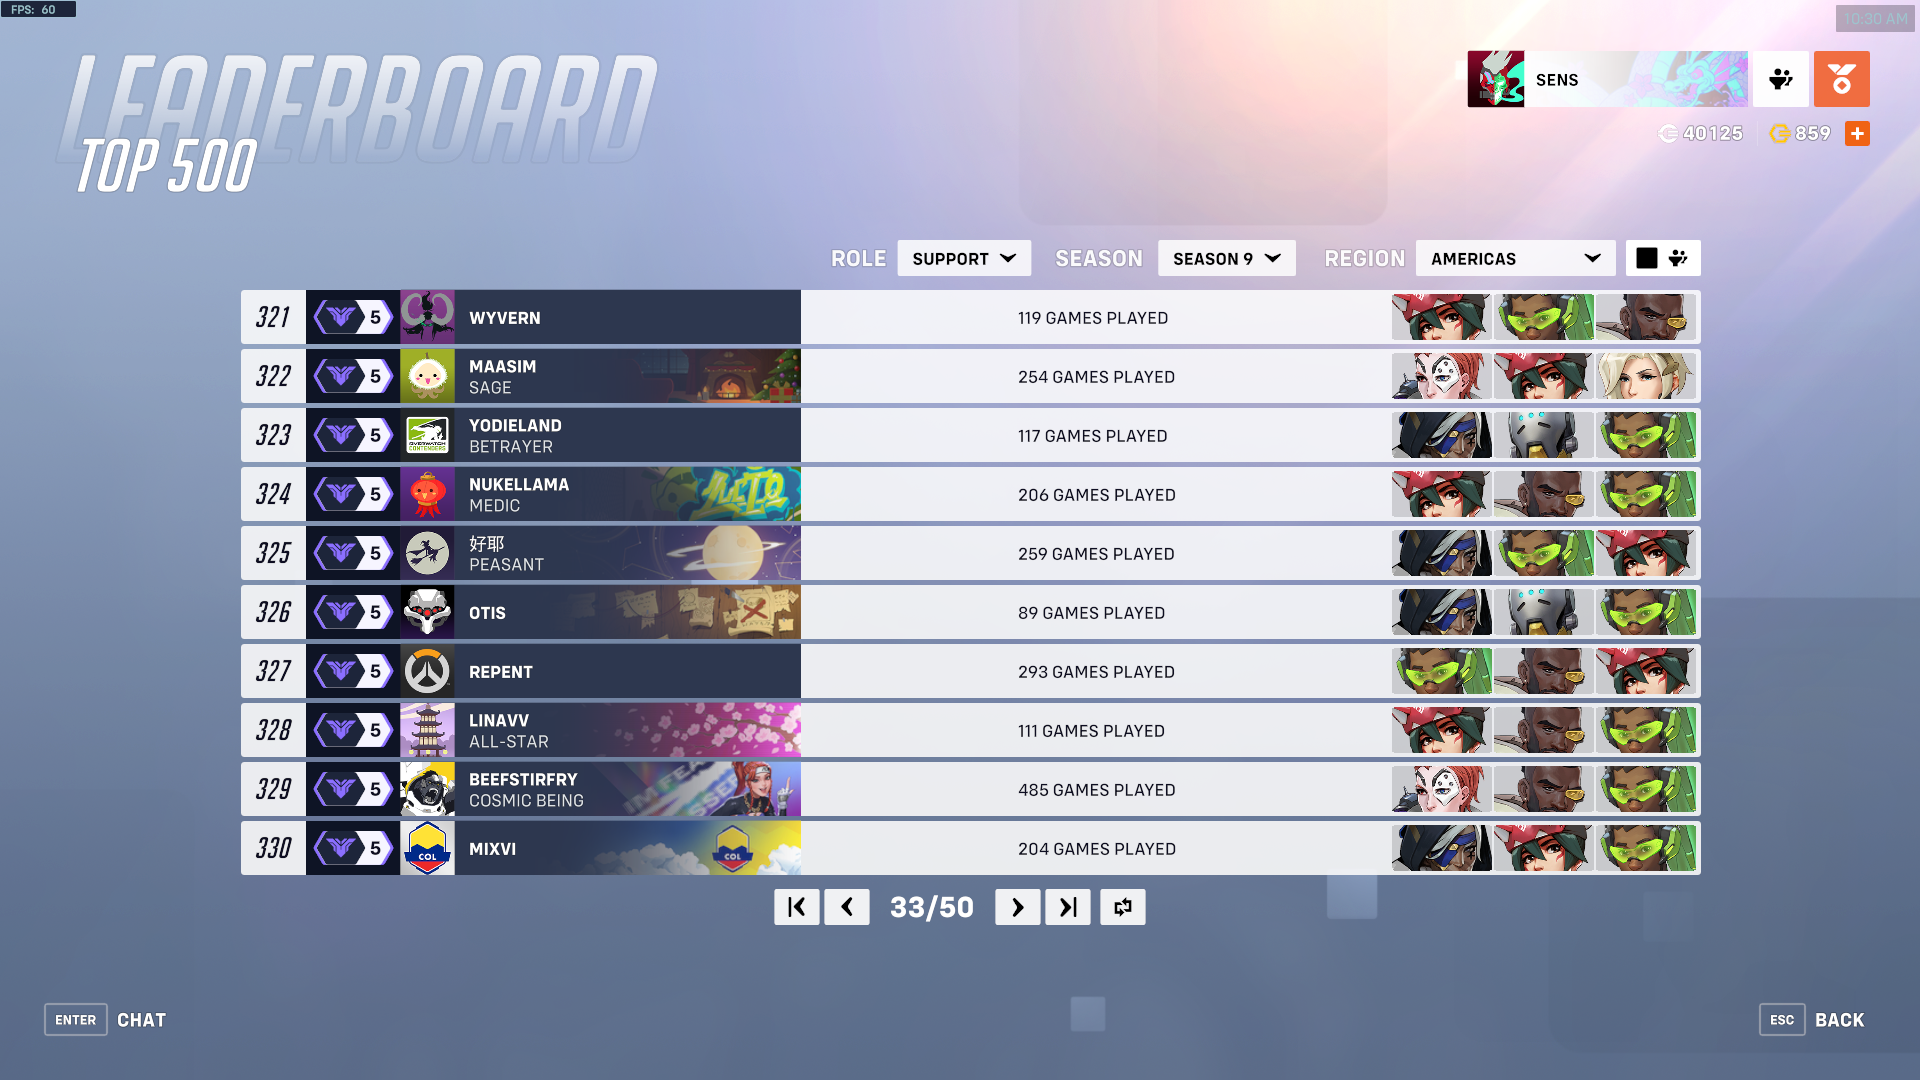 FPS: 60
10:30 AM
LEADERBOARD
TOP 500
SENS
40125
859
ROLE SUPPORT SEASON SEASON 9 REGION AMERICAS
321 5 WYVERN 119 GAMES PLAYED
322 5 MAASIM 254 GAMES PLAYED
SAGE
323 5 YODIELAND 117 GAMES PLAYED
BETRAYER
OVERWATCH
CONTENDERS
324 5 NUKELLAMA 206 GAMES PLAYED
MEDIC
325 5 好耶 259 GAMES PLAYED
PEASANT
326 5 OTIS 89 GAMES PLAYED
327 5 REPENT 293 GAMES PLAYED
328 5 LINAVV 111 GAMES PLAYED
ALL-STAR
329 5 BEEFSTIRFRY 485 GAMES PLAYED
COSMIC BEING
330 5 COL MIXVI COL 204 GAMES PLAYED
33/50
ENTER CHAT
ESC BACK